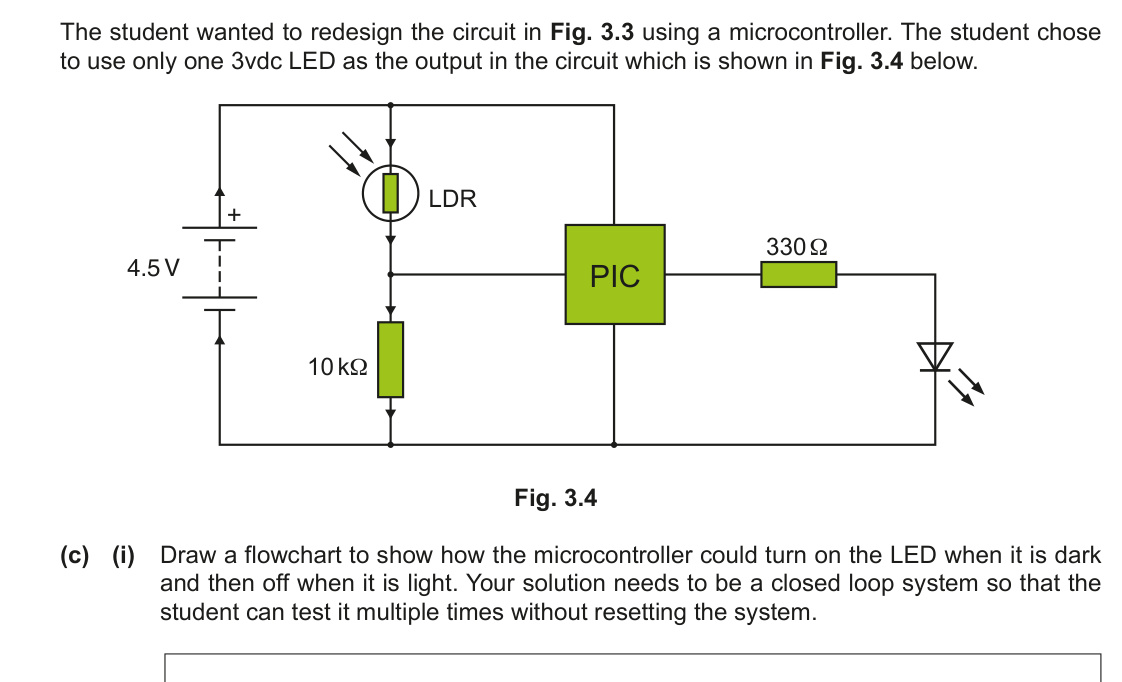 The student wanted to redesign the circuit in Fig. 3.3 using a microcontroller. The student chose
to use only one 3vdc LED as the output in the circuit which is shown in Fig. 3.4 below.
LDR
+
4.5 V
330 Ω
PIC
10 kΩ
Fig. 3.4
(c) (i) Draw a flowchart to show how the microcontroller could turn on the LED when it is dark
and then off when it is light. Your solution needs to be a closed loop system so that the
student can test it multiple times without resetting the system.